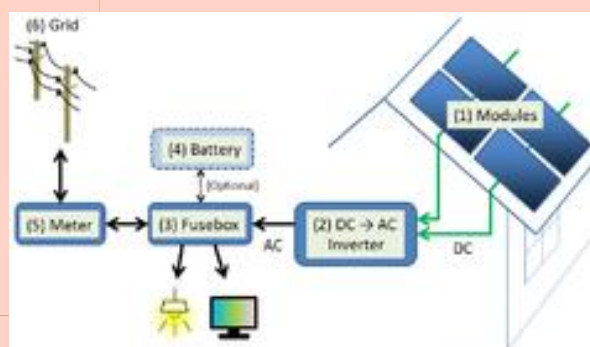 (6) Grid
(1) Modules
(4) Battery
(Optional)
(5) Meter
(3) Fusebox
AC
(2) DC → AC
Inverter
DC